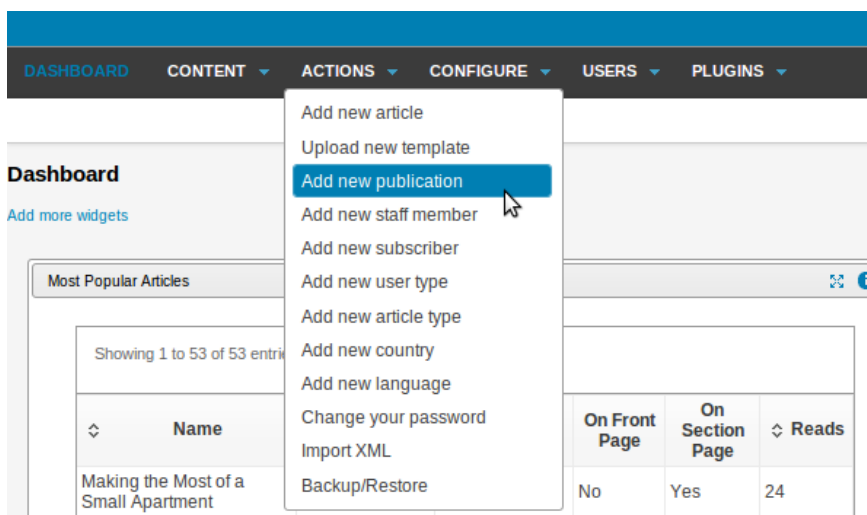 DASHBOARD CONTENT ACTIONS CONFIGURE USERS PLUGINS
Add new article
Upload new template
Add new publication
Add new staff member
Add new subscriber
Add new user type
Add new article type
Add new country
Add new language
Change your password
Import XML
Backup/Restore
Dashboard
Add more widgets
Most Popular Articles
Showing 1 to 53 of 53
Name
On Front
Page
On
Section
Page
Reads
Making the Most of a
Small Apartment
No Yes 24